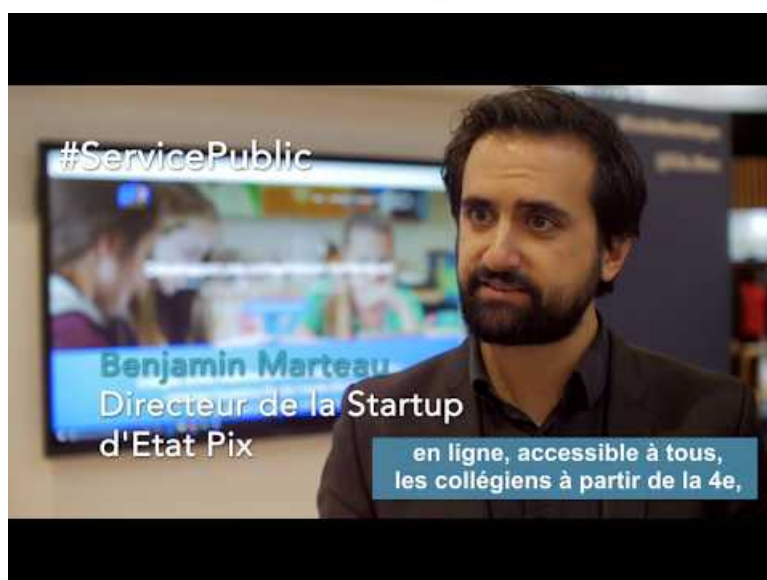 #ServicePublic
Benjamin Marteau
Directeur de la Startup
d'Etat Pix
en ligne, accessible à tous,
les collégiens à partir de la 4e,